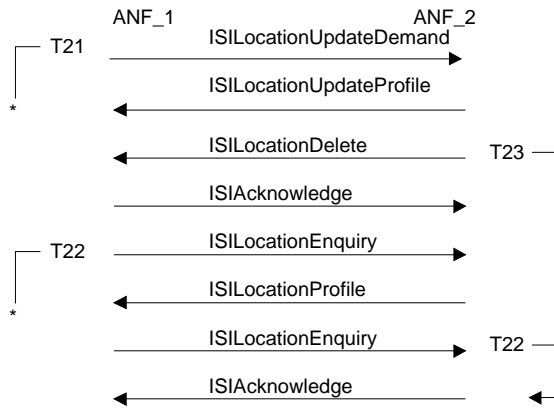 ANF_1 ANF_2
T21 ISILocationUpdateDemand
* ISILocationUpdateProfile
ISILocationDelete T23
ISIAcknowledge
T22 ISILocationEnquiry
* ISILocationProfile
ISILocationEnquiry T22
ISIAcknowledge